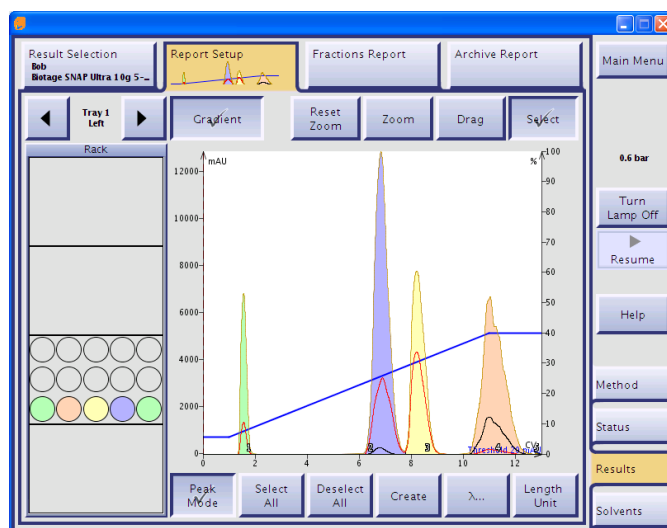 Result Selection
Bob
Biotage SNAP Ultra 10g 5-...
Report Setup
Fractions Report
Archive Report
Main Menu
Tray 1
Left
Gradient
Reset
Zoom
Zoom
Drag
Select
Rack
mAU
%
12000
10000
8000
6000
4000
2000
0
100
90
80
70
60
50
40
30
20
10
0
0
2
4
6
8
10
12
CV
0.6 bar
Turn
Lamp Off
Resume
Help
Method
Status
Results
Solvents
Peak
Mode
Select
All
Deselect
All
Create
λ...
Length
Unit